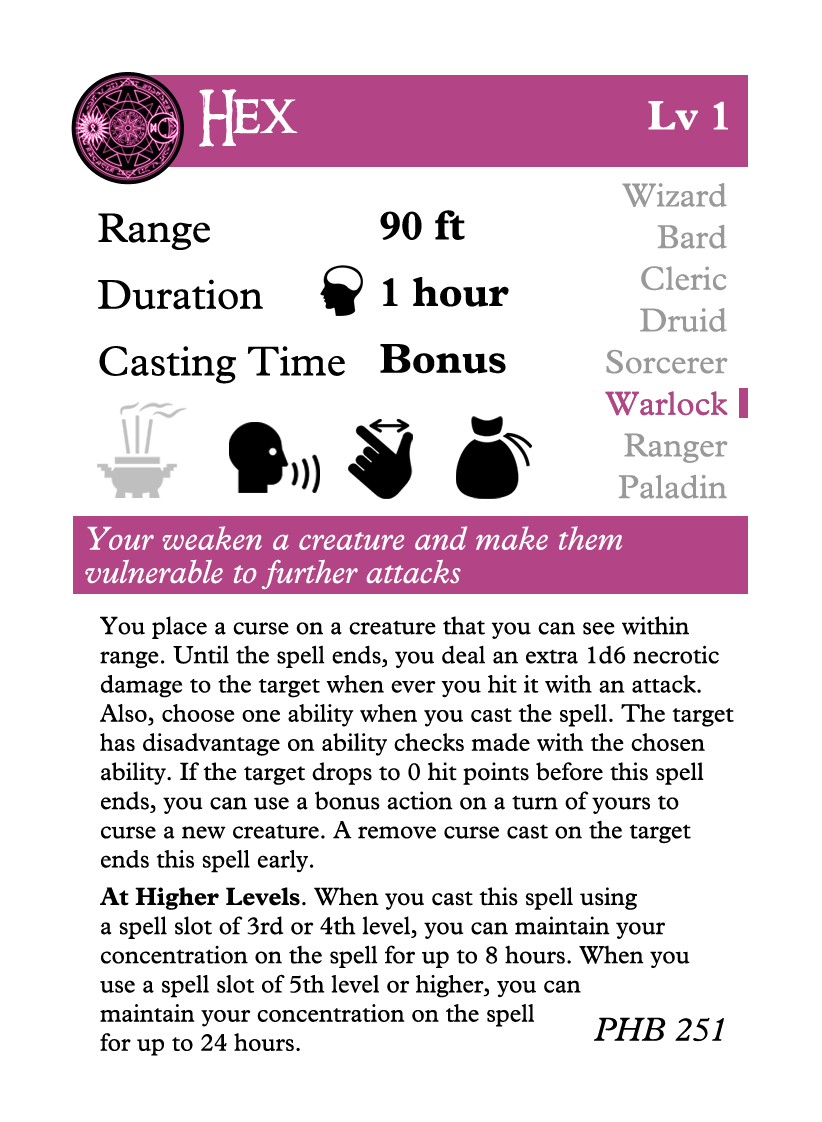 Hex
Lv 1
Range 90 ft
Duration 1 hour
Casting Time Bonus
Wizard
Bard
Cleric
Druid
Sorcerer
Warlock
Ranger
Paladin
Your weaken a creature and make them
vulnerable to further attacks
You place a curse on a creature that you can see within
range. Until the spell ends, you deal an extra 1d6 necrotic
damage to the target when ever you hit it with an attack.
Also, choose one ability when you cast the spell. The target
has disadvantage on ability checks made with the chosen
ability. If the target drops to 0 hit points before this spell
ends, you can use a bonus action on a turn of yours to
curse a new creature. A remove curse cast on the target
ends this spell early.
At Higher Levels. When you cast this spell using
a spell slot of 3rd or 4th level, you can maintain your
concentration on the spell for up to 8 hours. When you
use a spell slot of 5th level or higher, you can
maintain your concentration on the spell
for up to 24 hours.
PHB 251